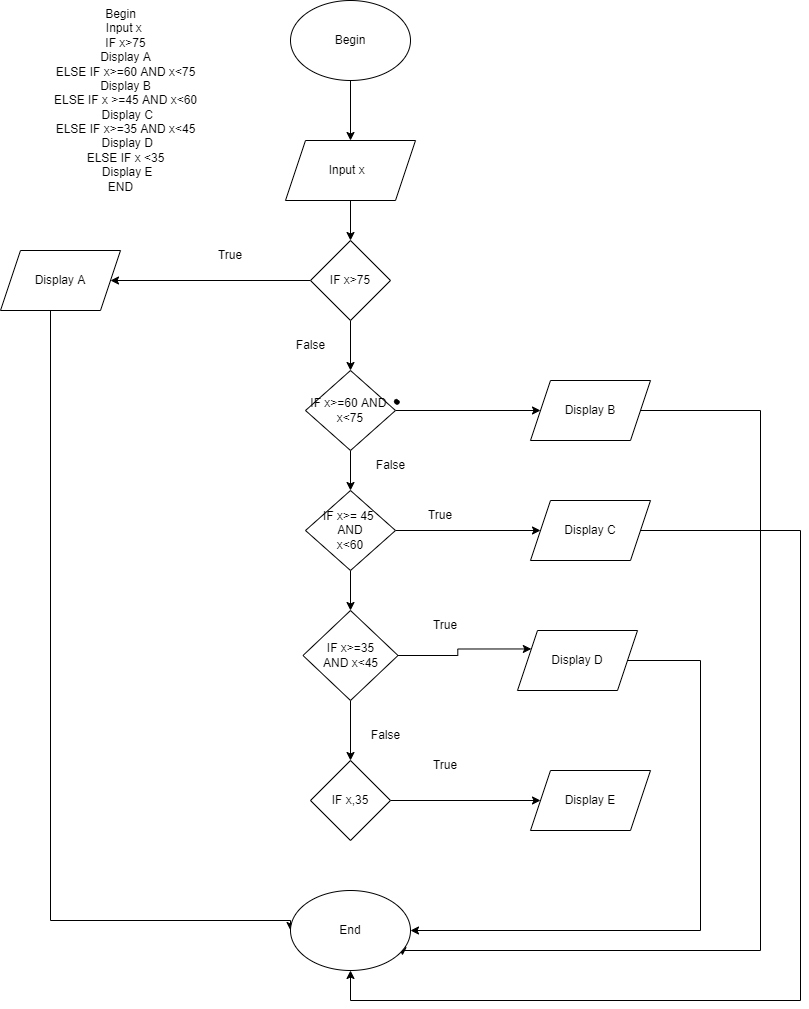 Begin
Input x
IF x>75
Display A
ELSE IF x>=60 AND x<75
Display B
ELSE IF x >=45 AND x<60
Display C
ELSE IF x>=35 AND x<45
Display D
ELSE IF x <35
Display E
END
Begin
Input x
True
Display A
IF x>75
False
IF x>=60 AND
x<75
Display B
False
IF x>= 45
AND
x<60
True
Display C
True
IF x>=35
AND x<45
Display D
False
True
IF x,35
Display E
End